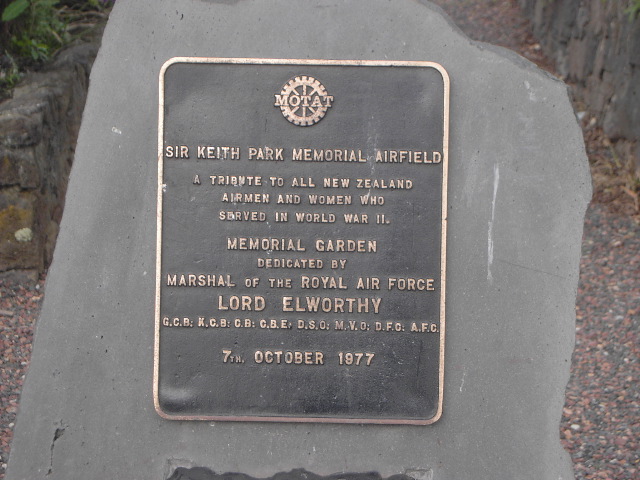 MOTAT
SIR KEITH PARK MEMORIAL AIRFIELD
A TRIBUTE TO ALL NEW ZEALAND
AIRMEN AND WOMEN WHO
SERVED IN WORLD WAR II.
MEMORIAL GARDEN
DEDICATED BY
MARSHAL OF THE ROYAL AIR FORCE
LORD ELWORTHY
G.C.B; K.C.B; C.B; C.B.E; D.S.O; M.V.O; D.F.C; A.F.C.
7TH. OCTOBER 1977